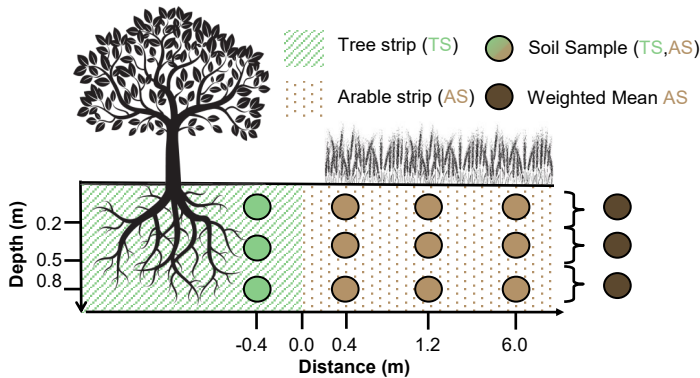 Tree strip (TS)
Soil Sample (TS,AS)
Arable strip (AS)
Weighted Mean AS
Depth (m)
0.2
0.5
0.8
-0.4 0.0 0.4 1.2 6.0
Distance (m)